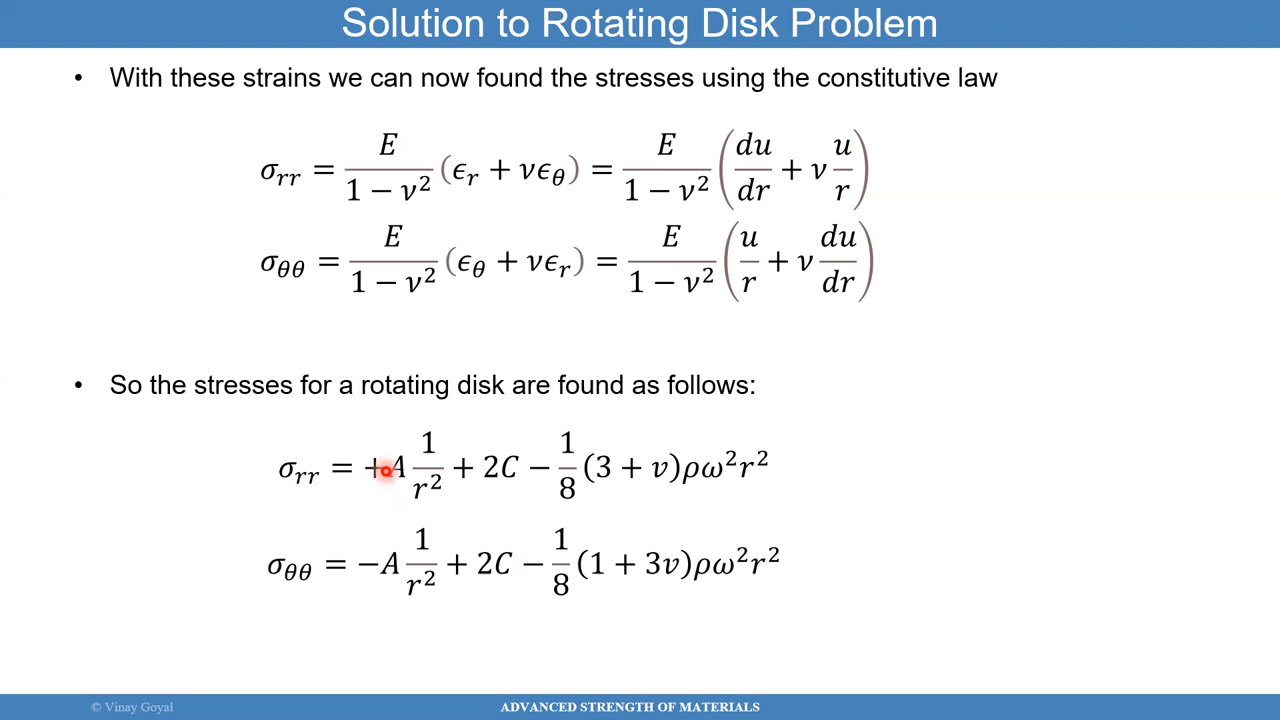 Solution to Rotating Disk Problem
• With these strains we can now found the stresses using the constitutive law
σ_rr = E/(1 − ν²) (ϵ_r + νϵ_θ) = E/(1 − ν²) (du/dr + ν u/r)
σ_θθ = E/(1 − ν²) (ϵ_θ + νϵ_r) = E/(1 − ν²) (u/r + ν du/dr)
• So the stresses for a rotating disk are found as follows:
σ_rr = +A 1/r² + 2C − 1/8 (3 + v)ρω²r²
σ_θθ = −A 1/r² + 2C − 1/8 (1 + 3v)ρω²r²
© Vinay Goyal
ADVANCED STRENGTH OF MATERIALS